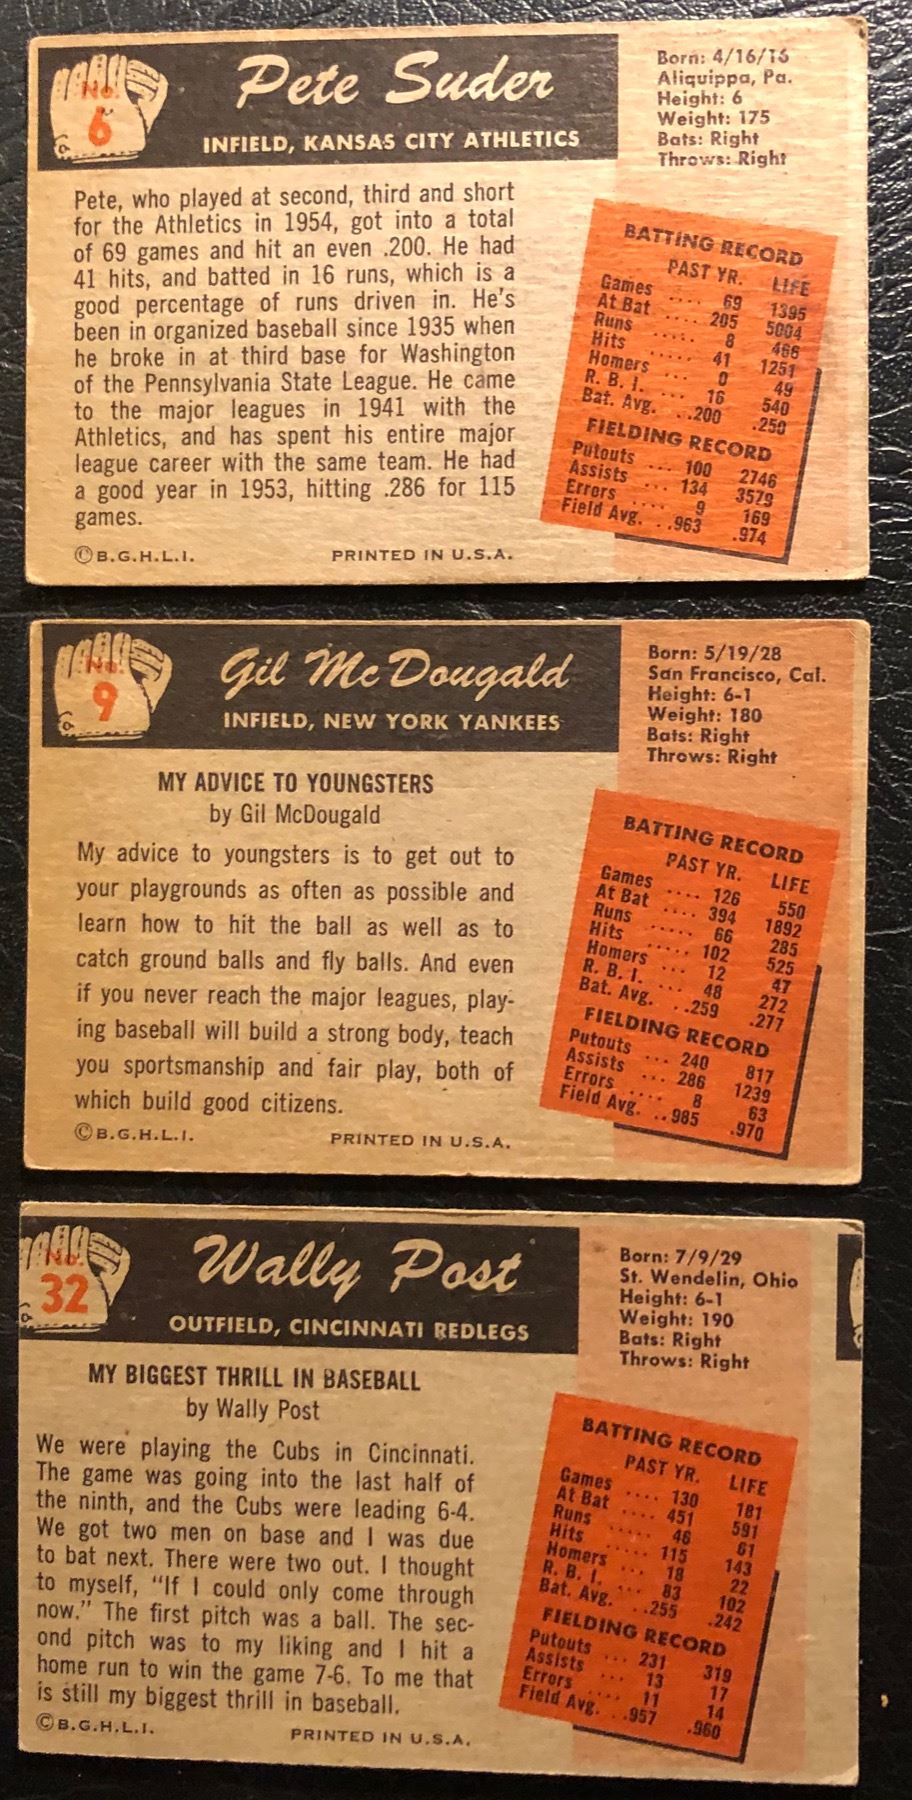 No.
6
Pete Suder
INFIELD, KANSAS CITY ATHLETICS
Born: 4/16/16
Aliquippa, Pa.
Height: 6
Weight: 175
Bats: Right
Throws: Right
Pete, who played at second, third and short
for the Athletics in 1954, got into a total
of 69 games and hit an even .200. He had
41 hits, and batted in 16 runs, which is a
good percentage of runs driven in. He's
been in organized baseball since 1935 when
he broke in at third base for Washington
of the Pennsylvania State League. He came
to the major leagues in 1941 with the
Athletics, and has spent his entire major
league career with the same team. He had
a good year in 1953, hitting .286 for 115
games.
BATTING RECORD
PAST YR. LIFE
Games .... 69 1395
At Bat .... 205 5004
Runs ..... 8 466
Hits ..... 41 1251
Homers ... 0 49
R. B. I. ... 16 540
Bat. Avg. ..200 .250
FIELDING RECORD
Putouts ... 100 2746
Assists ... 134 3579
Errors .... 9 169
Field Avg. ..963 .974
©B.G.H.L.I. PRINTED IN U.S.A.
No.
9
Gil McDougald
INFIELD, NEW YORK YANKEES
Born: 5/19/28
San Francisco, Cal.
Height: 6-1
Weight: 180
Bats: Right
Throws: Right
MY ADVICE TO YOUNGSTERS
by Gil McDougald
My advice to youngsters is to get out to
your playgrounds as often as possible and
learn how to hit the ball as well as to
catch ground balls and fly balls. And even
if you never reach the major leagues, play-
ing baseball will build a strong body, teach
you sportsmanship and fair play, both of
which build good citizens.
BATTING RECORD
PAST YR. LIFE
Games .... 126 550
At Bat .... 394 1892
Runs ..... 66 285
Hits ..... 102 525
Homers ... 12 47
R. B. I. ... 48 272
Bat. Avg. ..259 .277
FIELDING RECORD
Putouts ... 240 817
Assists ... 286 1239
Errors .... 8 63
Field Avg. ..985 .970
©B.G.H.L.I. PRINTED IN U.S.A.
No.
32
Wally Post
OUTFIELD, CINCINNATI REDLEGS
Born: 7/9/29
St. Wendelin, Ohio
Height: 6-1
Weight: 190
Bats: Right
Throws: Right
MY BIGGEST THRILL IN BASEBALL
by Wally Post
We were playing the Cubs in Cincinnati.
The game was going into the last half of
the ninth, and the Cubs were leading 6-4.
We got two men on base and I was due
to bat next. There were two out. I thought
to myself, "If I could only come through
now." The first pitch was a ball. The sec-
ond pitch was to my liking and I hit a
home run to win the game 7-6. To me that
is still my biggest thrill in baseball.
BATTING RECORD
PAST YR. LIFE
Games .... 130 181
At Bat .... 451 591
Runs ..... 46 61
Hits ..... 115 143
Homers ... 18 22
R. B. I. ... 83 102
Bat. Avg. ..255 .242
FIELDING RECORD
Putouts ... 231 319
Assists ... 13 17
Errors .... 11 14
Field Avg. ..957 .960
©B.G.H.L.I. PRINTED IN U.S.A.